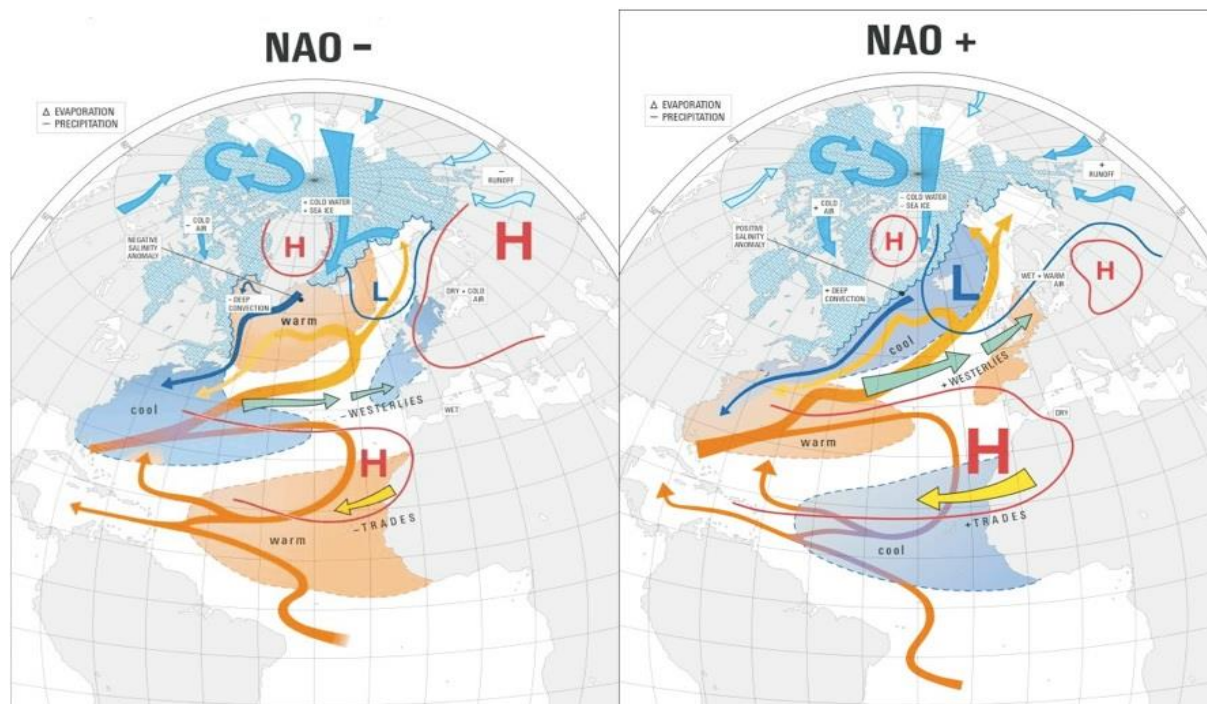 NAO −
△ EVAPORATION
− PRECIPITATION
?
− RUNOFF
− COLD AIR
+ COLD WATER
+ SEA ICE
NEGATIVE
SALINITY
ANOMALY
H
H
− DEEP
CONVECTION
L
DRY + COLD
AIR
warm
cool
− WESTERLIES
WET
H
− TRADES
warm
NAO +
△ EVAPORATION
− PRECIPITATION
?
+
RUNOFF
+ COLD
AIR
− COLD WATER
− SEA ICE
POSITIVE
SALINITY
ANOMALY
H
H
WET + WARM
AIR
+ DEEP
CONVECTION
L
cool
+ WESTERLIES
DRY
warm
H
+ TRADES
cool